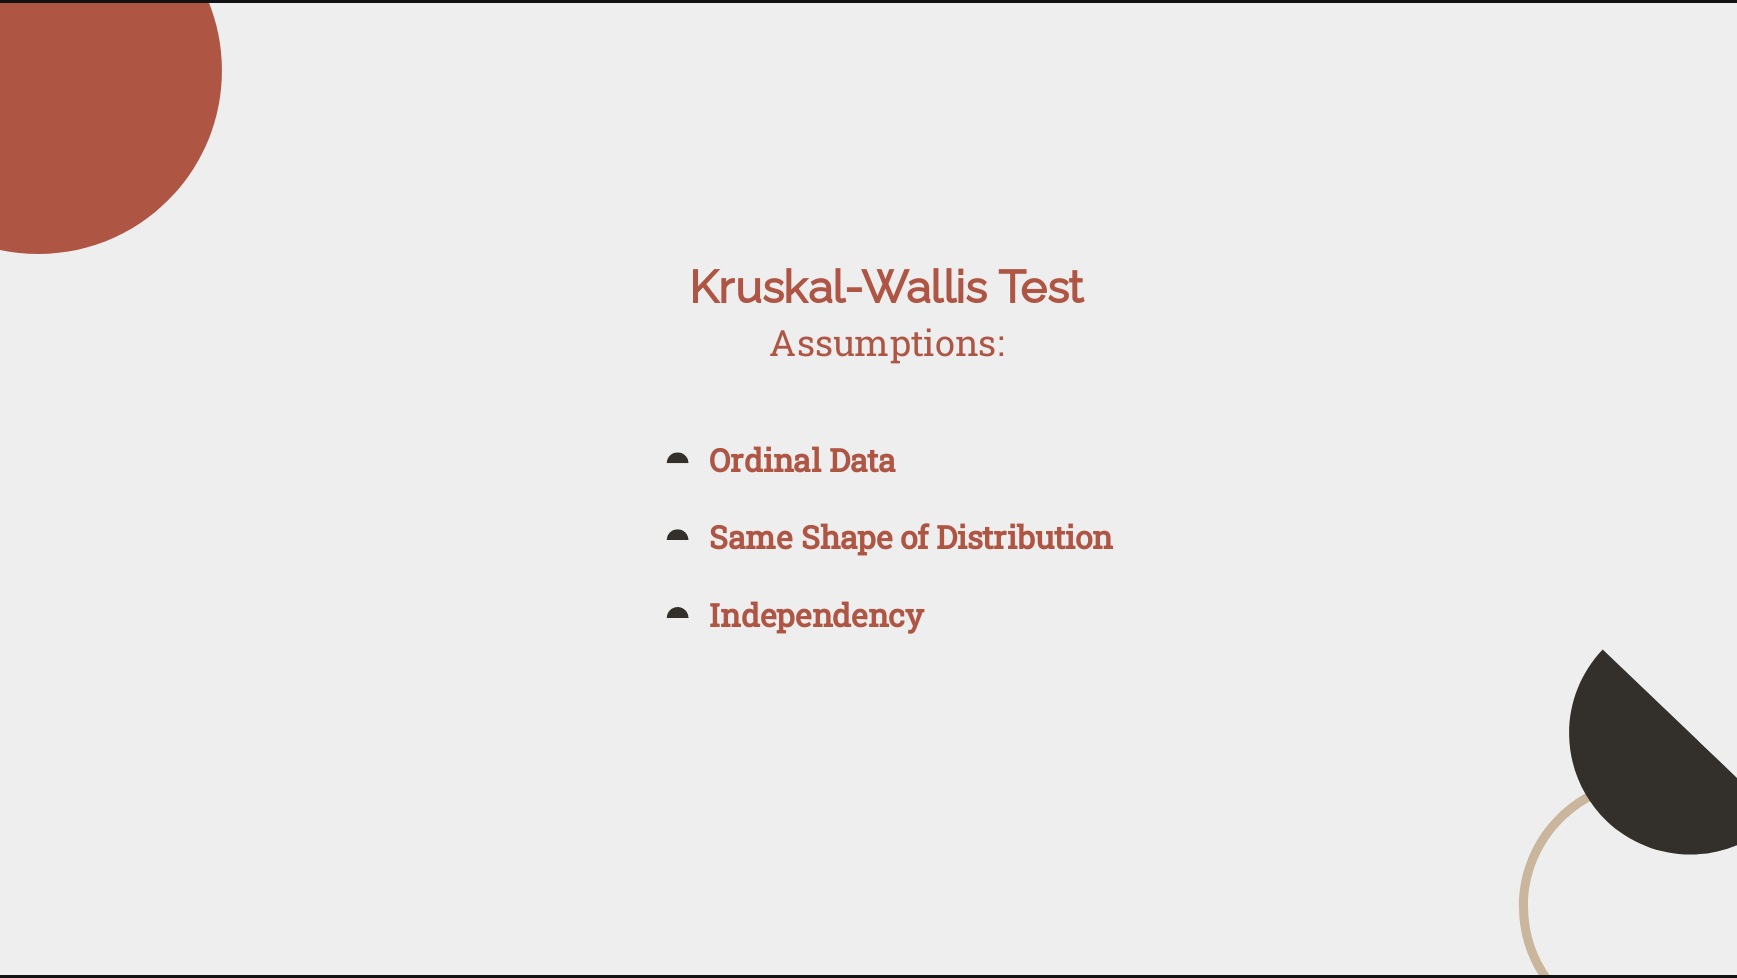 Kruskal-Wallis Test
Assumptions:
Ordinal Data
Same Shape of Distribution
Independency